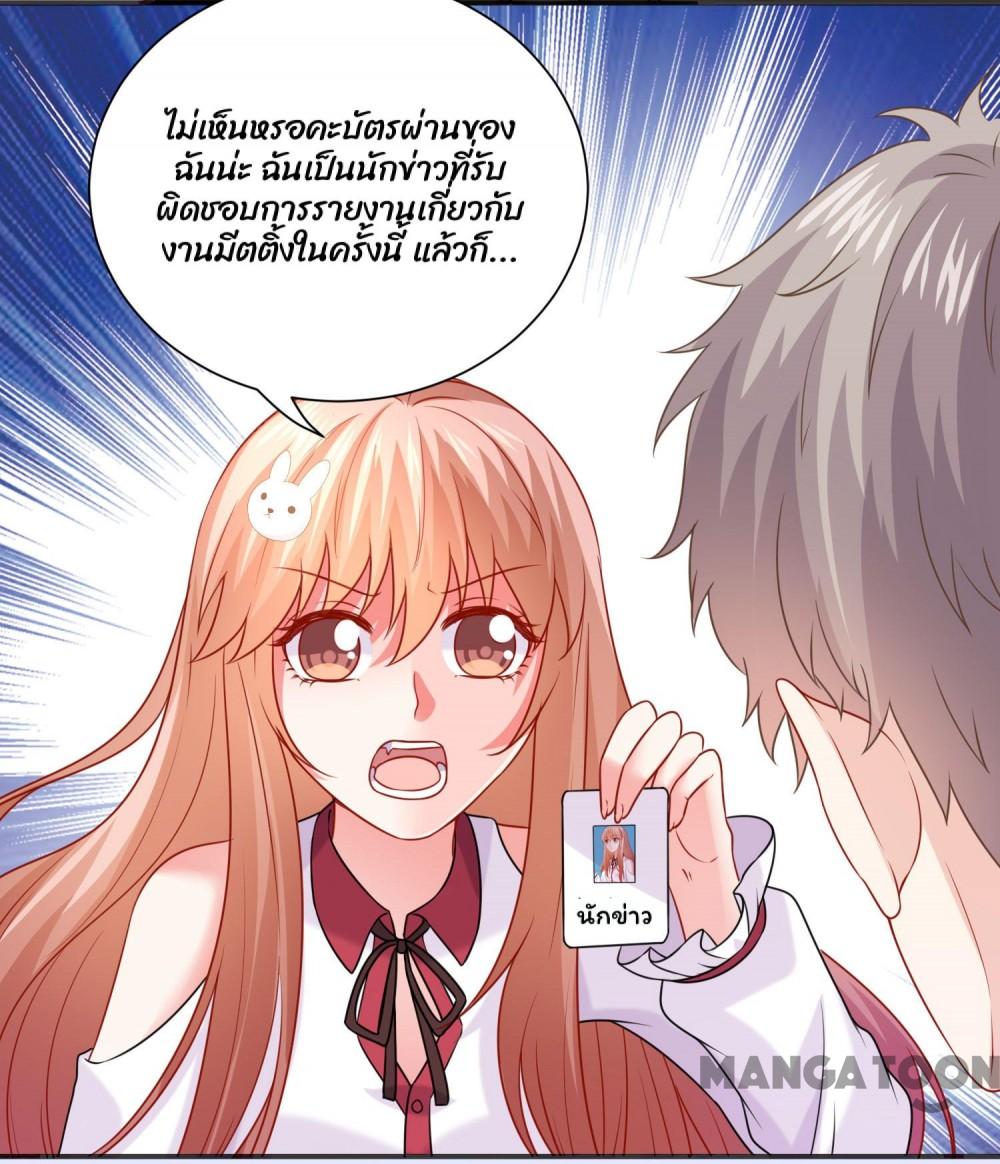 ไม่เห็นหรอคะบัตรผ่านของ
ฉันน่ะ ฉันเป็นนักข่าวที่รับ
ผิดชอบการรายงานเกี่ยวกับ
งานมีตติ้งในครั้งนี้ แล้วก็...
นักข่าว
MANGATOON